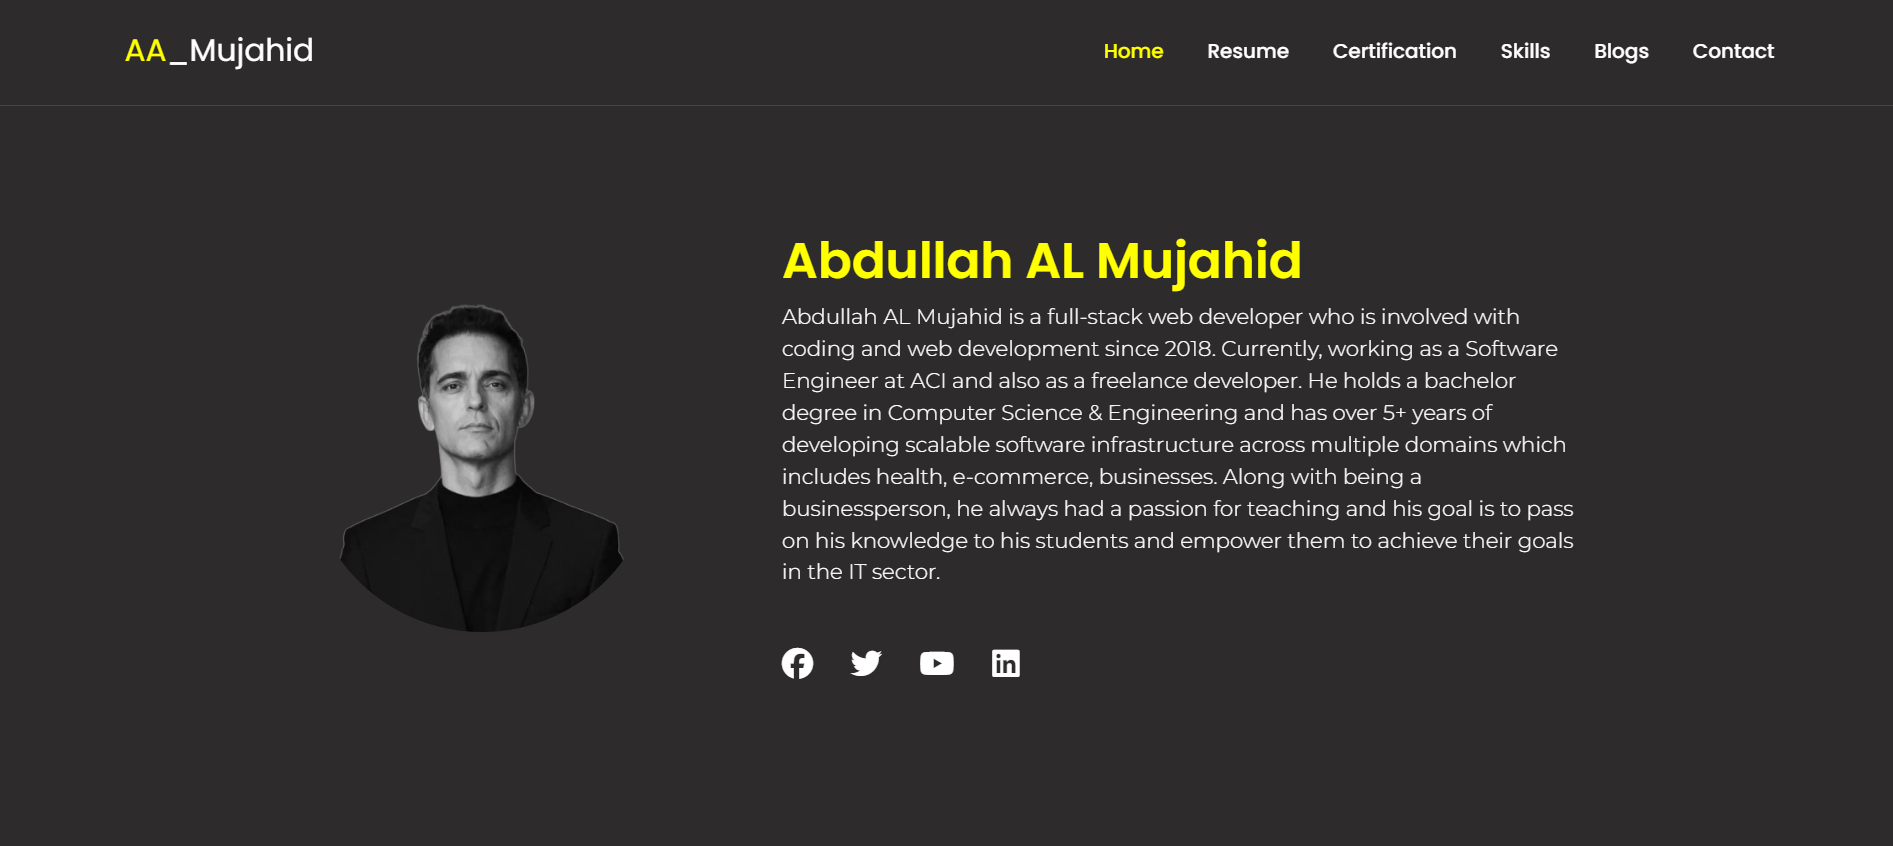 AA_Mujahid
Home Resume Certification Skills Blogs Contact
Abdullah AL Mujahid
Abdullah AL Mujahid is a full-stack web developer who is involved with
coding and web development since 2018. Currently, working as a Software
Engineer at ACI and also as a freelance developer. He holds a bachelor
degree in Computer Science & Engineering and has over 5+ years of
developing scalable software infrastructure across multiple domains which
includes health, e-commerce, businesses. Along with being a
businessperson, he always had a passion for teaching and his goal is to pass
on his knowledge to his students and empower them to achieve their goals
in the IT sector.